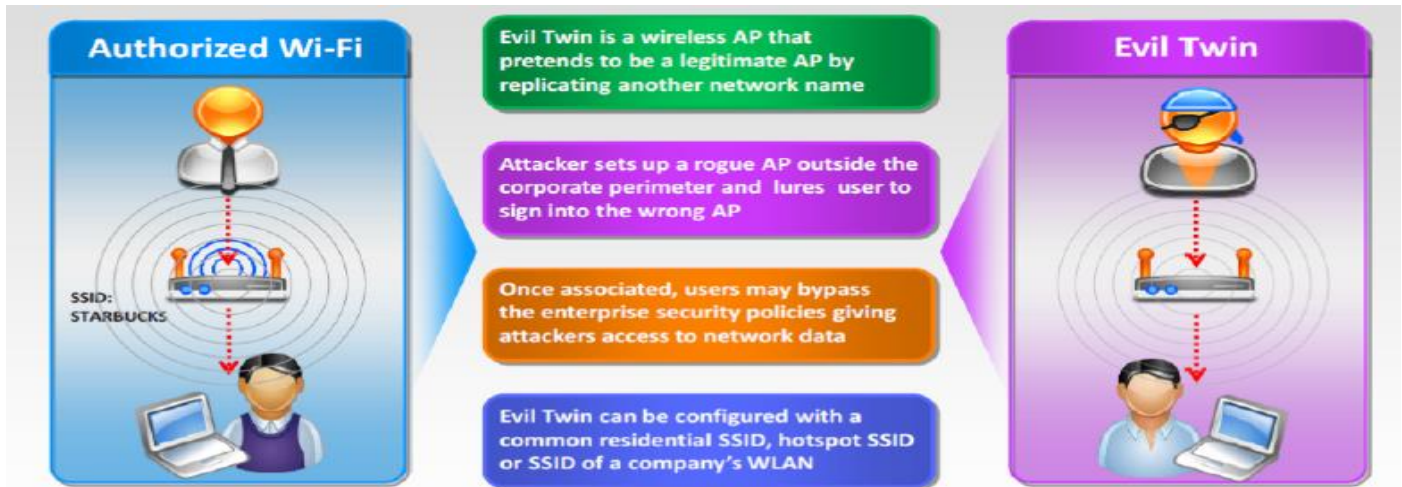 Authorized Wi-Fi
SSID:
STARBUCKS
Evil Twin is a wireless AP that
pretends to be a legitimate AP by
replicating another network name
Attacker sets up a rogue AP outside the
corporate perimeter and lures user to
sign into the wrong AP
Once associated, users may bypass
the enterprise security policies giving
attackers access to network data
Evil Twin can be configured with a
common residential SSID, hotspot SSID
or SSID of a company's WLAN
Evil Twin